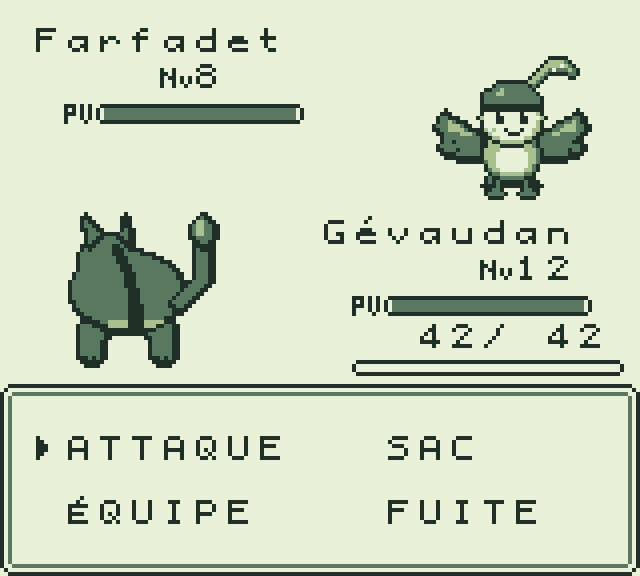 Farfadet
Nv8
PV
Gévaudan
Nv12
PV
42/ 42
ATTAQUE SAC
ÉQUIPE FUITE